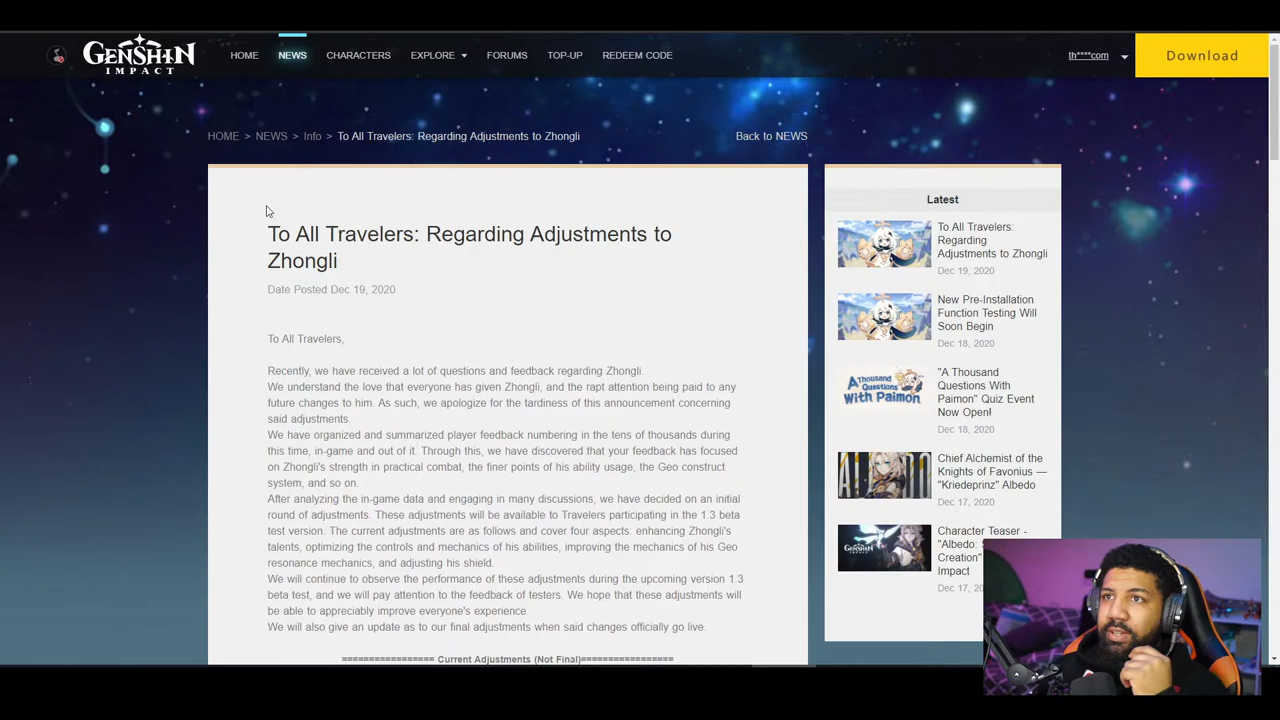 GENSHIN
IMPACT
HOME NEWS CHARACTERS EXPLORE FORUMS TOP-UP REDEEM CODE
th****com
Download
HOME > NEWS > Info > To All Travelers: Regarding Adjustments to Zhongli
Back to NEWS
To All Travelers: Regarding Adjustments to
Zhongli
Date Posted Dec 19, 2020
To All Travelers,
Recently, we have received a lot of questions and feedback regarding Zhongli.
We understand the love that everyone has given Zhongli, and the rapt attention being paid to any
future changes to him. As such, we apologize for the tardiness of this announcement concerning
said adjustments.
We have organized and summarized player feedback numbering in the tens of thousands during
this time, in-game and out of it. Through this, we have discovered that your feedback has focused
on Zhongli's strength in practical combat, the finer points of his ability usage, the Geo construct
system, and so on.
After analyzing the in-game data and engaging in many discussions, we have decided on an initial
round of adjustments. These adjustments will be available to Travelers participating in the 1.3 beta
test version. The current adjustments are as follows and cover four aspects. enhancing Zhongli's
talents, optimizing the controls and mechanics of his abilities, improving the mechanics of his Geo
resonance mechanics, and adjusting his shield.
We will continue to observe the performance of these adjustments during the upcoming version 1.3
beta test, and we will pay attention to the feedback of testers. We hope that these adjustments will
be able to appreciably improve everyone's experience.
We will also give an update as to our final adjustments when said changes officially go live.
================= Current Adjustments (Not Final)=================
Latest
To All Travelers:
Regarding
Adjustments to Zhongli
Dec 19, 2020
New Pre-Installation
Function Testing Will
Soon Begin
Dec 18, 2020
A Thousand
Questions
With Paimon
"A Thousand
Questions With
Paimon" Quiz Event
Now Open!
Dec 18, 2020
Chief Alchemist of the
Knights of Favonius —
"Kriedeprinz" Albedo
Dec 17, 2020
GENSHIN
Character Teaser -
"Albedo:
Creation"
Impact
Dec 17, 20